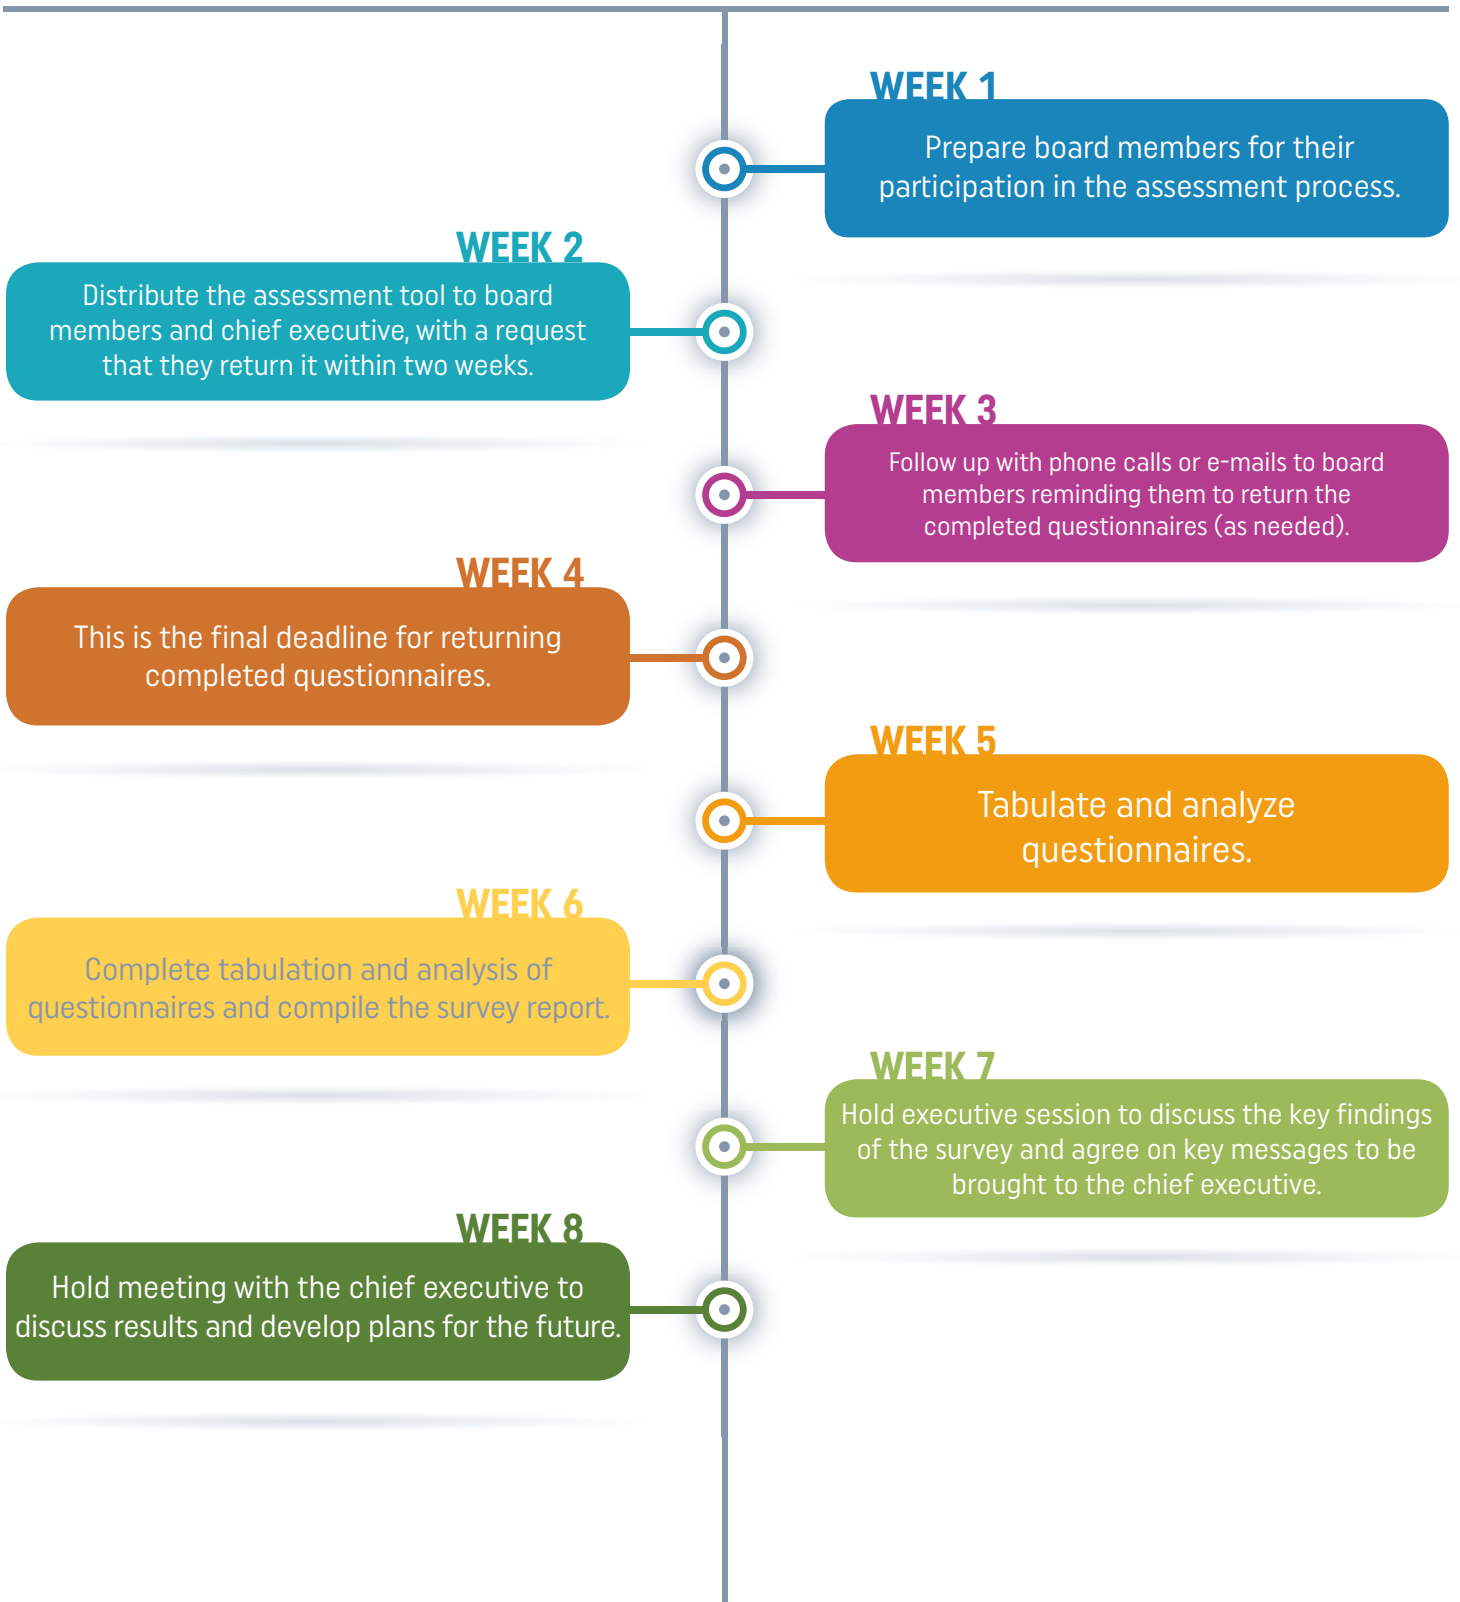 WEEK 1
Prepare board members for their
participation in the assessment process.
WEEK 2
Distribute the assessment tool to board
members and chief executive, with a request
that they return it within two weeks.
WEEK 3
Follow up with phone calls or e-mails to board
members reminding them to return the
completed questionnaires (as needed).
WEEK 4
This is the final deadline for returning
completed questionnaires.
WEEK 5
Tabulate and analyze
questionnaires.
WEEK 6
Complete tabulation and analysis of
questionnaires and compile the survey report.
WEEK 7
Hold executive session to discuss the key findings
of the survey and agree on key messages to be
brought to the chief executive.
WEEK 8
Hold meeting with the chief executive to
discuss results and develop plans for the future.